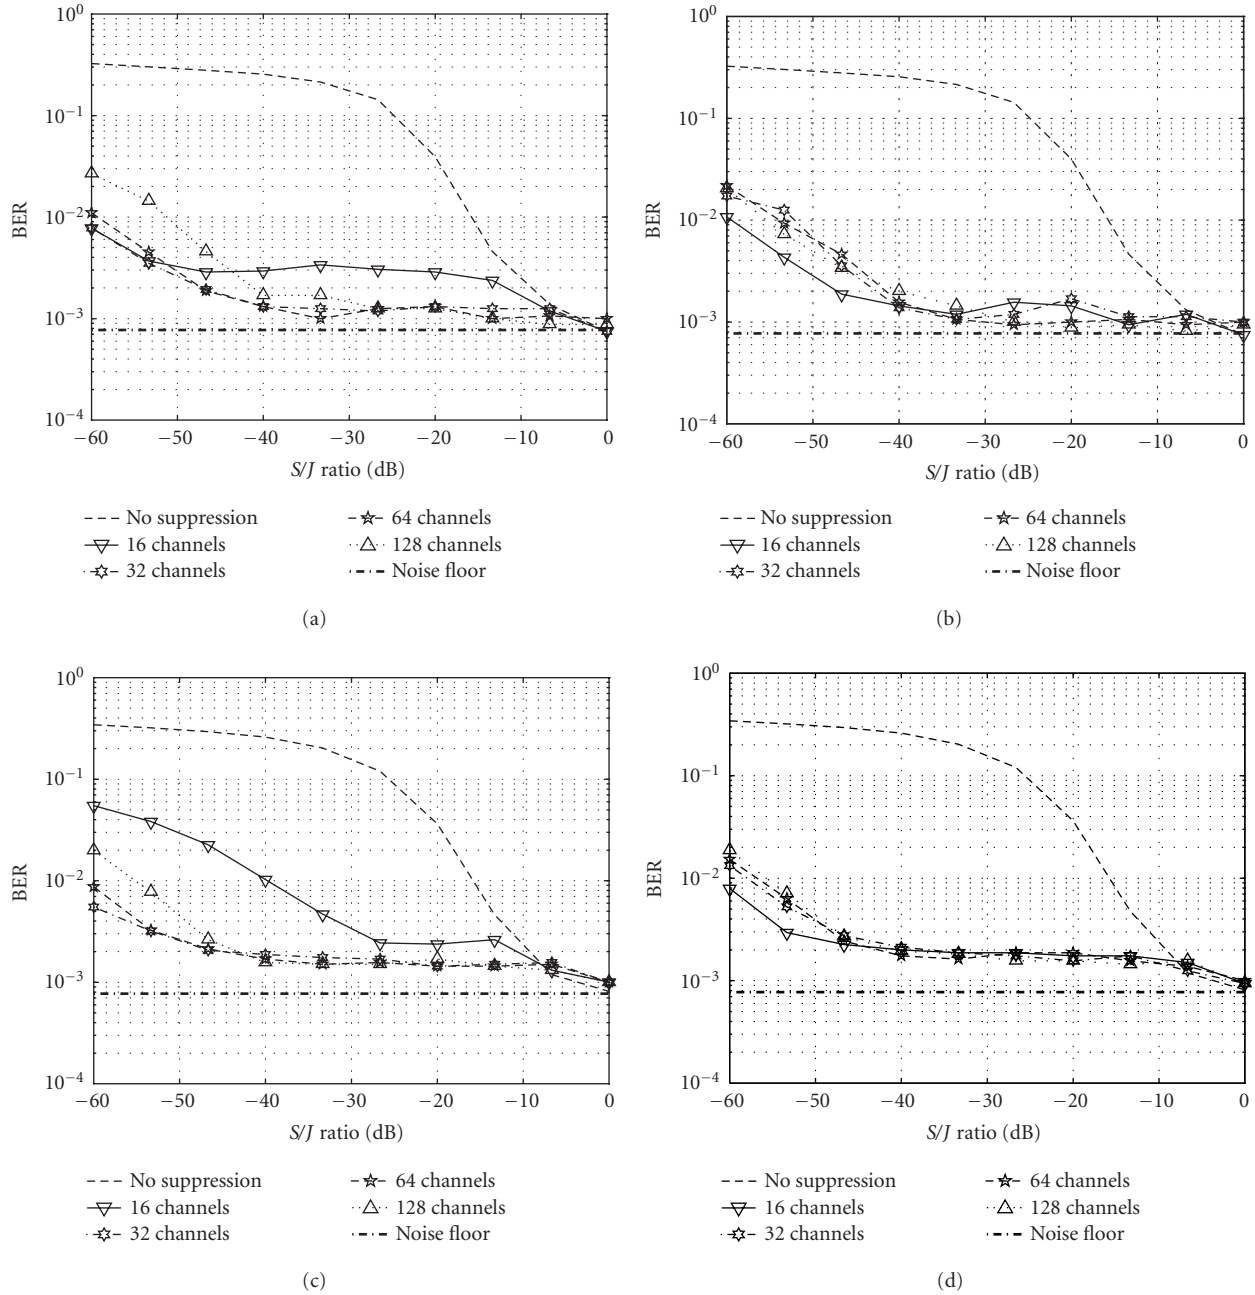 10^0
10^−1
10^−2
10^−3
10^−4
BER
−60 −50 −40 −30 −20 −10 0
S/J ratio (dB)
No suppression
16 channels
32 channels
64 channels
128 channels
Noise floor
(a)
10^0
10^−1
10^−2
10^−3
10^−4
BER
−60 −50 −40 −30 −20 −10 0
S/J ratio (dB)
No suppression
16 channels
32 channels
64 channels
128 channels
Noise floor
(b)
10^0
10^−1
10^−2
10^−3
10^−4
BER
−60 −50 −40 −30 −20 −10 0
S/J ratio (dB)
No suppression
16 channels
32 channels
64 channels
128 channels
Noise floor
(c)
10^0
10^−1
10^−2
10^−3
10^−4
BER
−60 −50 −40 −30 −20 −10 0
S/J ratio (dB)
No suppression
16 channels
32 channels
64 channels
128 channels
Noise floor
(d)